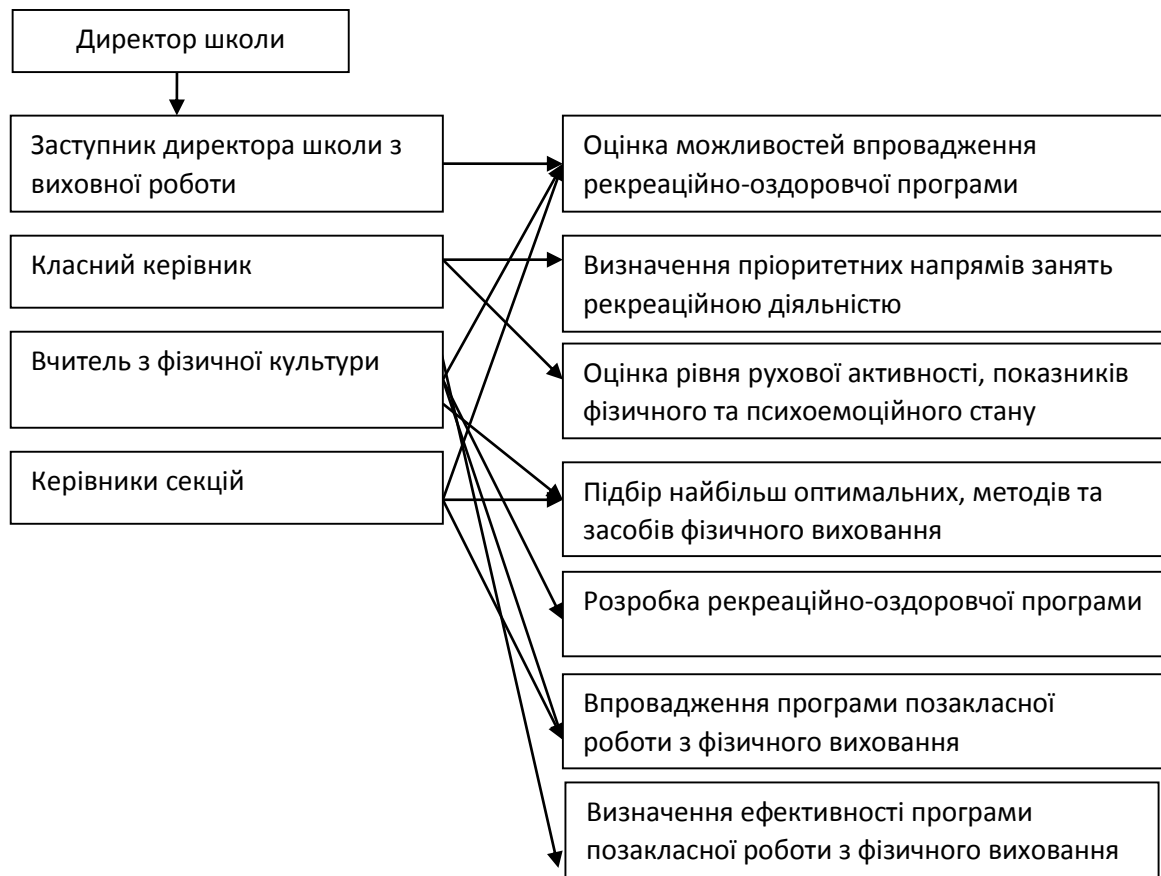 Директор школи
Заступник директора школи з
виховної роботи
Класний керівник
Вчитель з фізичної культури
Керівники секцій
Оцінка можливостей впровадження
рекреаційно-оздоровчої програми
Визначення пріоритетних напрямів занять
рекреаційною діяльністю
Оцінка рівня рухової активності, показників
фізичного та психоемоційного стану
Підбір найбільш оптимальних, методів та
засобів фізичного виховання
Розробка рекреаційно-оздоровчої програми
Впровадження програми позакласної
роботи з фізичного виховання
Визначення ефективності програми
позакласної роботи з фізичного виховання